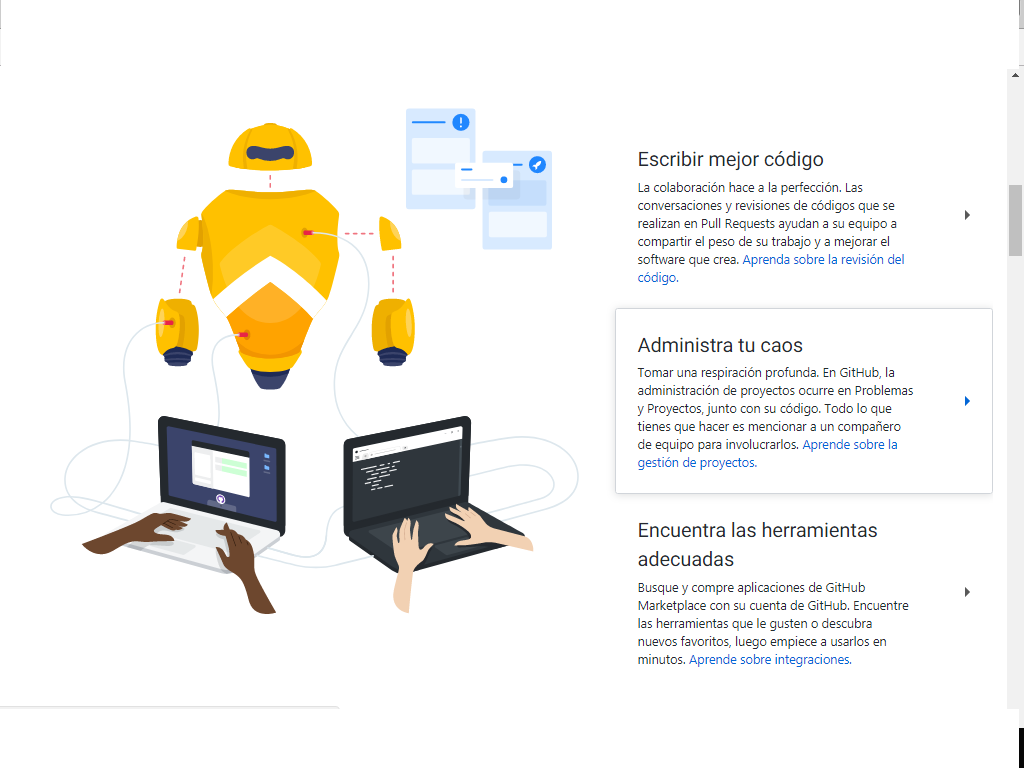 Escribir mejor código
La colaboración hace a la perfección. Las
conversaciones y revisiones de códigos que se
realizan en Pull Requests ayudan a su equipo a
compartir el peso de su trabajo y a mejorar el
software que crea. Aprenda sobre la revisión del
código.
Administra tu caos
Tomar una respiración profunda. En GitHub, la
administración de proyectos ocurre en Problemas
y Proyectos, junto con su código. Todo lo que
tienes que hacer es mencionar a un compañero
de equipo para involucrarlos. Aprende sobre la
gestión de proyectos.
Encuentra las herramientas
adecuadas
Busque y compre aplicaciones de GitHub
Marketplace con su cuenta de GitHub. Encuentre
las herramientas que le gusten o descubra
nuevos favoritos, luego empiece a usarlos en
minutos. Aprende sobre integraciones.